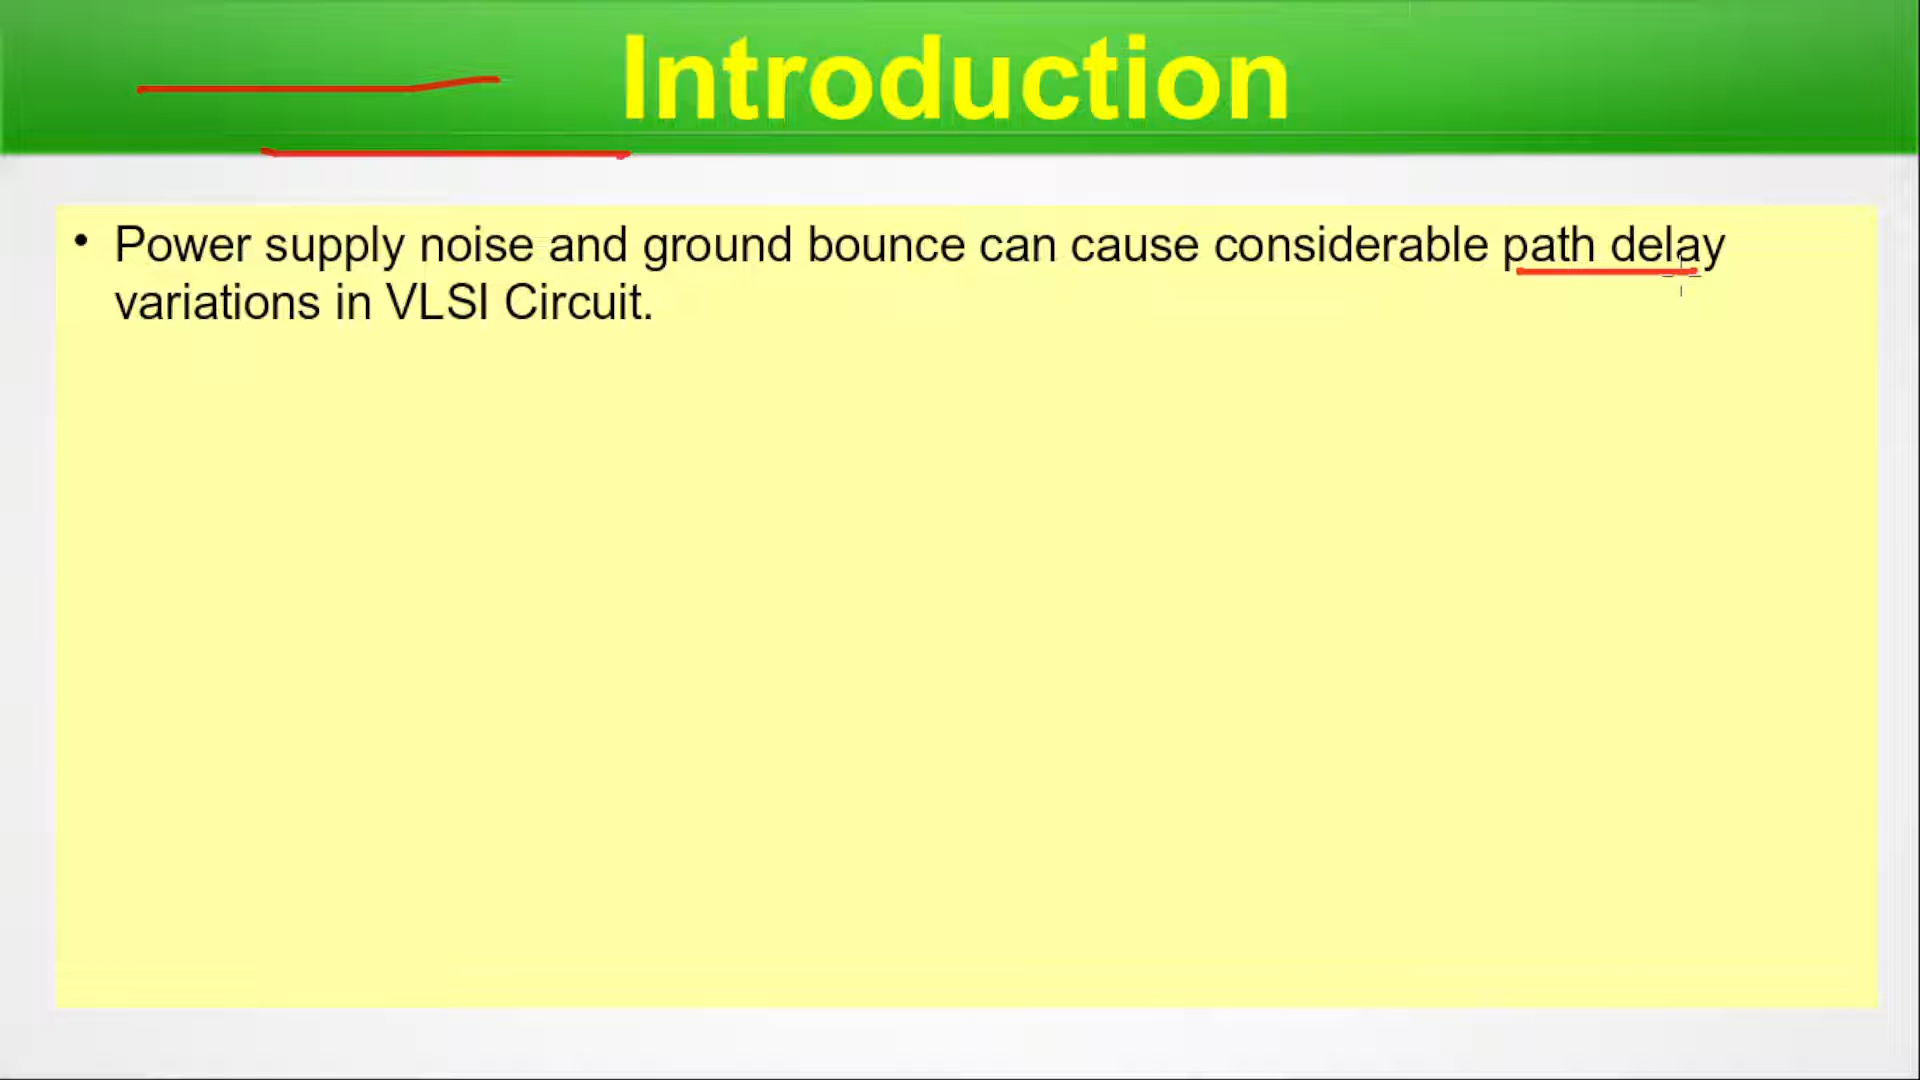 Introduction
• Power supply noise and ground bounce can cause considerable path delay
variations in VLSI Circuit.